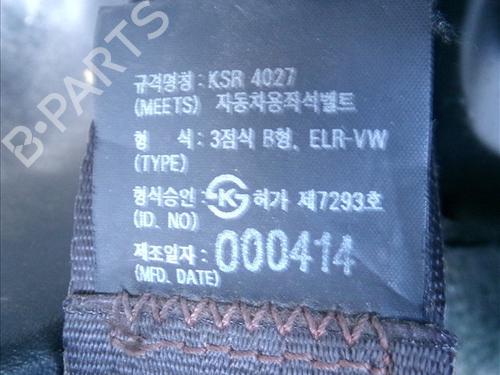 B-PARTS
규격명칭 : KSR 4027
(MEETS) 자동차용좌석벨트
형 식 : 3점식 B형, ELR-VW
(TYPE)
형식승인 : K 허가 제7293호
(ID. NO)
제조일자 : 000414
(MFD. DATE)